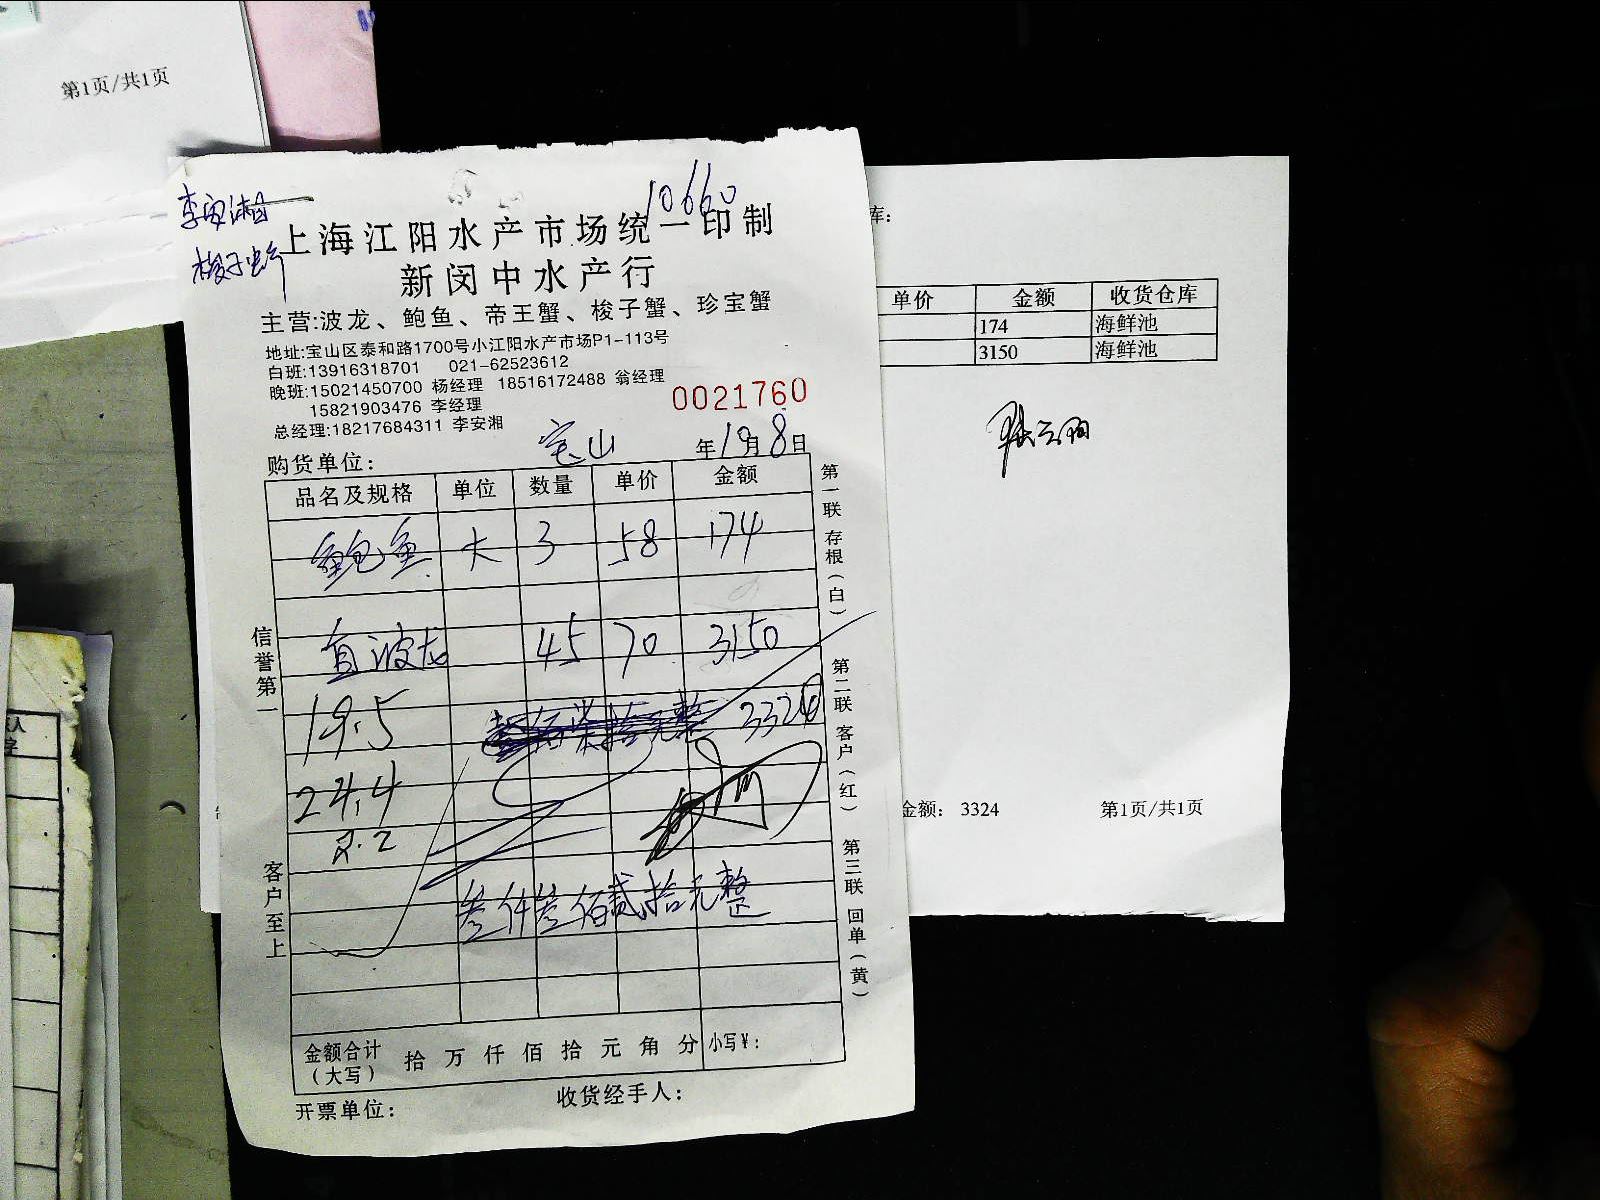 第1页/共1页
李安湘
10660
梭子蟹
上海江阳水产市场统一印制
新闵中水产行
主营:波龙、鲍鱼、帝王蟹、梭子蟹、珍宝蟹
地址:宝山区泰和路1700号小江阳水产市场P1-113号
白班:13916318701 021-62523612
晚班:15021450700 杨经理 18516172488 翁经理
15821903476 李经理
0021760
总经理:18217684311 李安湘
购货单位: 宝山 年19月8日
品名及规格 单位 数量 单价 金额
鲍鱼 大 3 58 174
直波龙 45 70 3150
19.5
3324
24.4
2.2
叁仟叁佰贰拾元整
金额合计(大写) 拾 万 仟 佰 拾 元 角 分 小写¥:
开票单位: 收货经手人:
信誉第一
客户至上
第一联 存根(白)
第二联 客户(红)
第三联 回单(黄)
库:
单价 金额 收货仓库
174 海鲜池
3150 海鲜池
金额: 3324 第1页/共1页